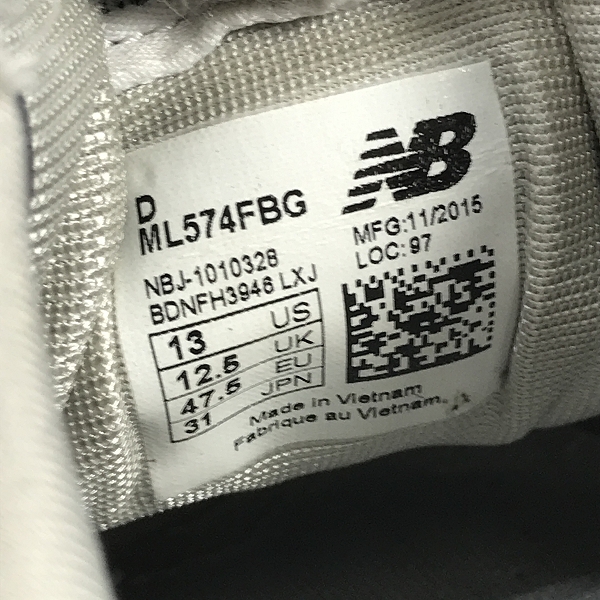 D
ML574FBG
NB
MFG:11/2015
LOC: 97
NBJ-1010328
BDNFH3946 LXJ
13 US
12.5 UK
47.5 EU
31 JPN
Made in Vietnam
Fabrique au Vietnam